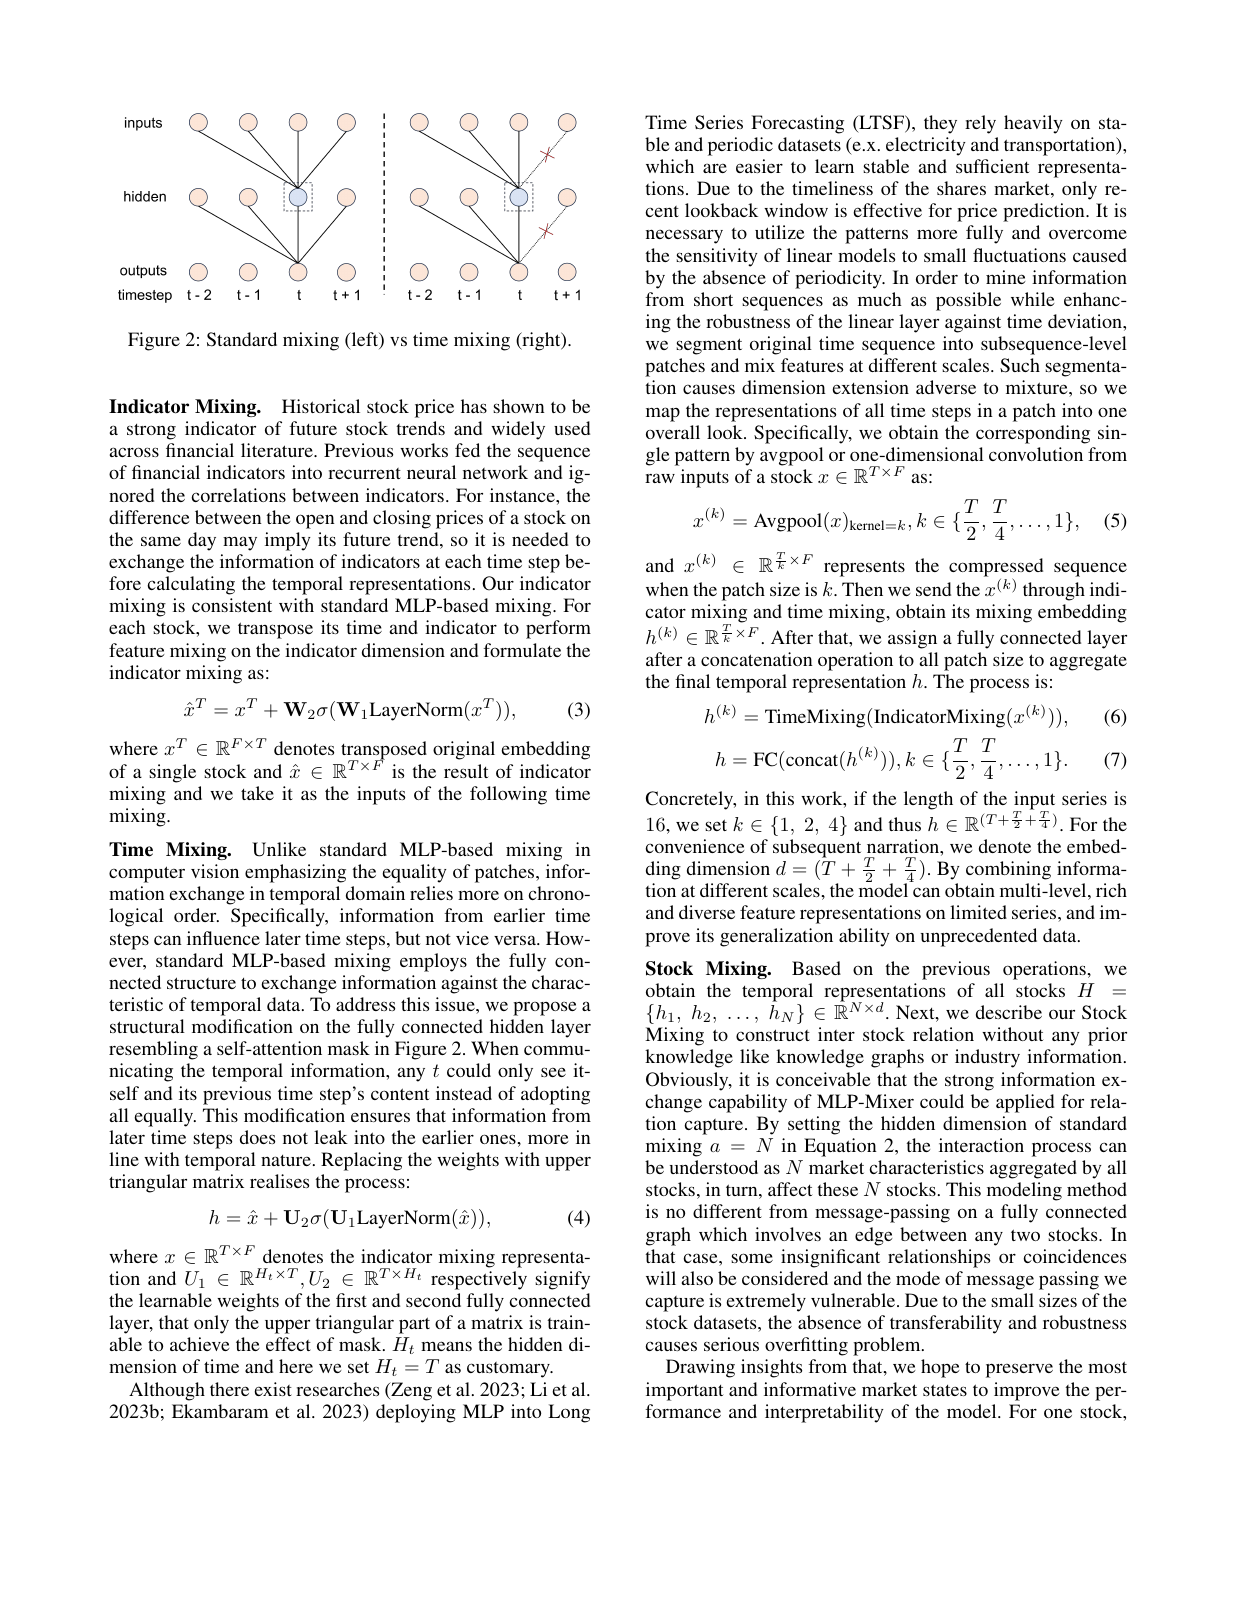 inputs
hidden
outputs
timestep t - 2 t - 1 t t + 1 t - 2 t - 1 t t + 1
Figure 2: Standard mixing (left) vs time mixing (right).
Indicator Mixing. Historical stock price has shown to be
a strong indicator of future stock trends and widely used
across financial literature. Previous works fed the sequence
of financial indicators into recurrent neural network and ig-
nored the correlations between indicators. For instance, the
difference between the open and closing prices of a stock on
the same day may imply its future trend, so it is needed to
exchange the information of indicators at each time step be-
fore calculating the temporal representations. Our indicator
mixing is consistent with standard MLP-based mixing. For
each stock, we transpose its time and indicator to perform
feature mixing on the indicator dimension and formulate the
indicator mixing as:
x̂^T = x^T + W₂σ(W₁LayerNorm(x^T)), (3)
where x^T ∈ ℝ^{F×T} denotes transposed original embedding
of a single stock and x̂ ∈ ℝ^{T×F} is the result of indicator
mixing and we take it as the inputs of the following time
mixing.
Time Mixing. Unlike standard MLP-based mixing in
computer vision emphasizing the equality of patches, infor-
mation exchange in temporal domain relies more on chrono-
logical order. Specifically, information from earlier time
steps can influence later time steps, but not vice versa. How-
ever, standard MLP-based mixing employs the fully con-
nected structure to exchange information against the charac-
teristic of temporal data. To address this issue, we propose a
structural modification on the fully connected hidden layer
resembling a self-attention mask in Figure 2. When commu-
nicating the temporal information, any t could only see it-
self and its previous time step's content instead of adopting
all equally. This modification ensures that information from
later time steps does not leak into the earlier ones, more in
line with temporal nature. Replacing the weights with upper
triangular matrix realises the process:
h = x̂ + U₂σ(U₁LayerNorm(x̂)), (4)
where x ∈ ℝ^{T×F} denotes the indicator mixing representa-
tion and U₁ ∈ ℝ^{H_t×T}, U₂ ∈ ℝ^{T×H_t} respectively signify
the learnable weights of the first and second fully connected
layer, that only the upper triangular part of a matrix is train-
able to achieve the effect of mask. H_t means the hidden di-
mension of time and here we set H_t = T as customary.
Although there exist researches (Zeng et al. 2023; Li et al.
2023b; Ekambaram et al. 2023) deploying MLP into Long
Time Series Forecasting (LTSF), they rely heavily on sta-
ble and periodic datasets (e.x. electricity and transportation),
which are easier to learn stable and sufficient representa-
tions. Due to the timeliness of the shares market, only re-
cent lookback window is effective for price prediction. It is
necessary to utilize the patterns more fully and overcome
the sensitivity of linear models to small fluctuations caused
by the absence of periodicity. In order to mine information
from short sequences as much as possible while enhanc-
ing the robustness of the linear layer against time deviation,
we segment original time sequence into subsequence-level
patches and mix features at different scales. Such segmenta-
tion causes dimension extension adverse to mixture, so we
map the representations of all time steps in a patch into one
overall look. Specifically, we obtain the corresponding sin-
gle pattern by avgpool or one-dimensional convolution from
raw inputs of a stock x ∈ ℝ^{T×F} as:
x^{(k)} = Avgpool(x)_{kernel=k}, k ∈ {T/2, T/4, . . . , 1}, (5)
and x^{(k)} ∈ ℝ^{T/k×F} represents the compressed sequence
when the patch size is k. Then we send the x^{(k)} through indi-
cator mixing and time mixing, obtain its mixing embedding
h^{(k)} ∈ ℝ^{T/k×F}. After that, we assign a fully connected layer
after a concatenation operation to all patch size to aggregate
the final temporal representation h. The process is:
h^{(k)} = TimeMixing(IndicatorMixing(x^{(k)})), (6)
h = FC(concat(h^{(k)})), k ∈ {T/2, T/4, . . . , 1}. (7)
Concretely, in this work, if the length of the input series is
16, we set k ∈ {1, 2, 4} and thus h ∈ ℝ^{(T+T/2+T/4)}. For the
convenience of subsequent narration, we denote the embed-
ding dimension d = (T + T/2 + T/4). By combining informa-
tion at different scales, the model can obtain multi-level, rich
and diverse feature representations on limited series, and im-
prove its generalization ability on unprecedented data.
Stock Mixing. Based on the previous operations, we
obtain the temporal representations of all stocks H =
{h₁, h₂, . . . , h_N} ∈ ℝ^{N×d}. Next, we describe our Stock
Mixing to construct inter stock relation without any prior
knowledge like knowledge graphs or industry information.
Obviously, it is conceivable that the strong information ex-
change capability of MLP-Mixer could be applied for rela-
tion capture. By setting the hidden dimension of standard
mixing a = N in Equation 2, the interaction process can
be understood as N market characteristics aggregated by all
stocks, in turn, affect these N stocks. This modeling method
is no different from message-passing on a fully connected
graph which involves an edge between any two stocks. In
that case, some insignificant relationships or coincidences
will also be considered and the mode of message passing we
capture is extremely vulnerable. Due to the small sizes of the
stock datasets, the absence of transferability and robustness
causes serious overfitting problem.
Drawing insights from that, we hope to preserve the most
important and informative market states to improve the per-
formance and interpretability of the model. For one stock,